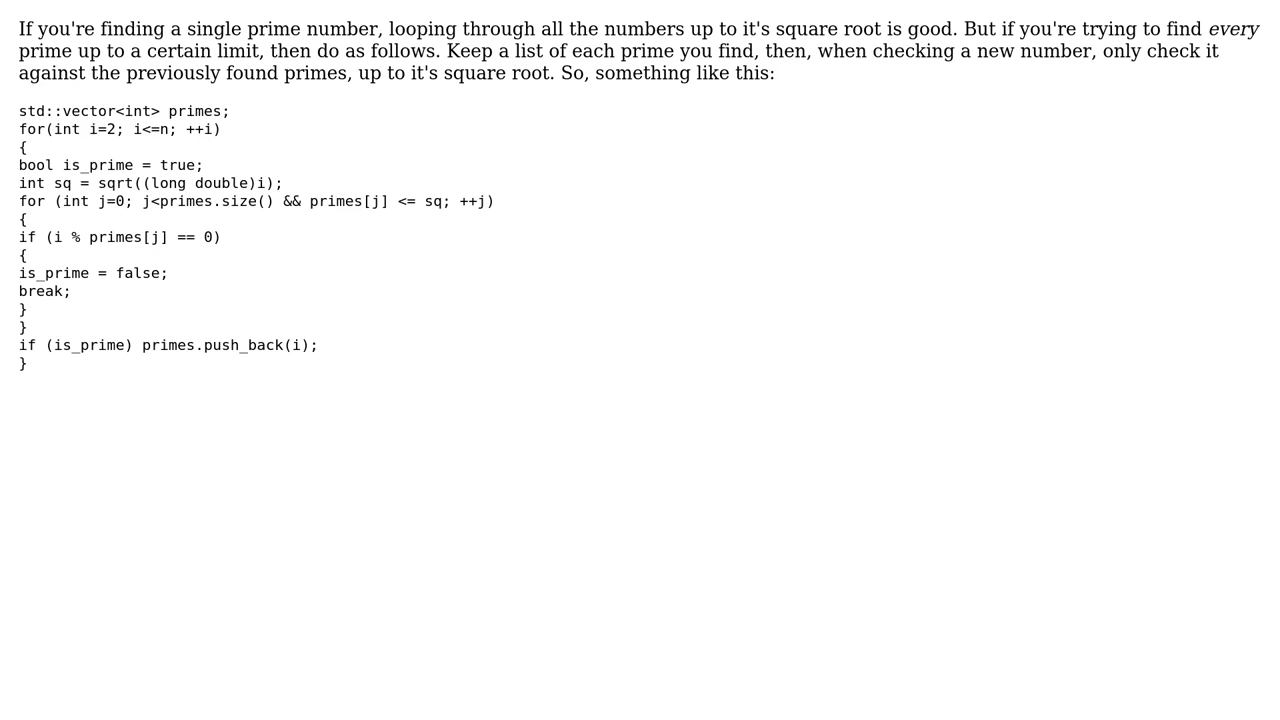 If you're finding a single prime number, looping through all the numbers up to it's square root is good. But if you're trying to find every
prime up to a certain limit, then do as follows. Keep a list of each prime you find, then, when checking a new number, only check it
against the previously found primes, up to it's square root. So, something like this:
std::vector<int> primes;
for(int i=2; i<=n; ++i)
{
bool is_prime = true;
int sq = sqrt((long double)i);
for (int j=0; j<primes.size() && primes[j] <= sq; ++j)
{
if (i % primes[j] == 0)
{
is_prime = false;
break;
}
}
if (is_prime) primes.push_back(i);
}